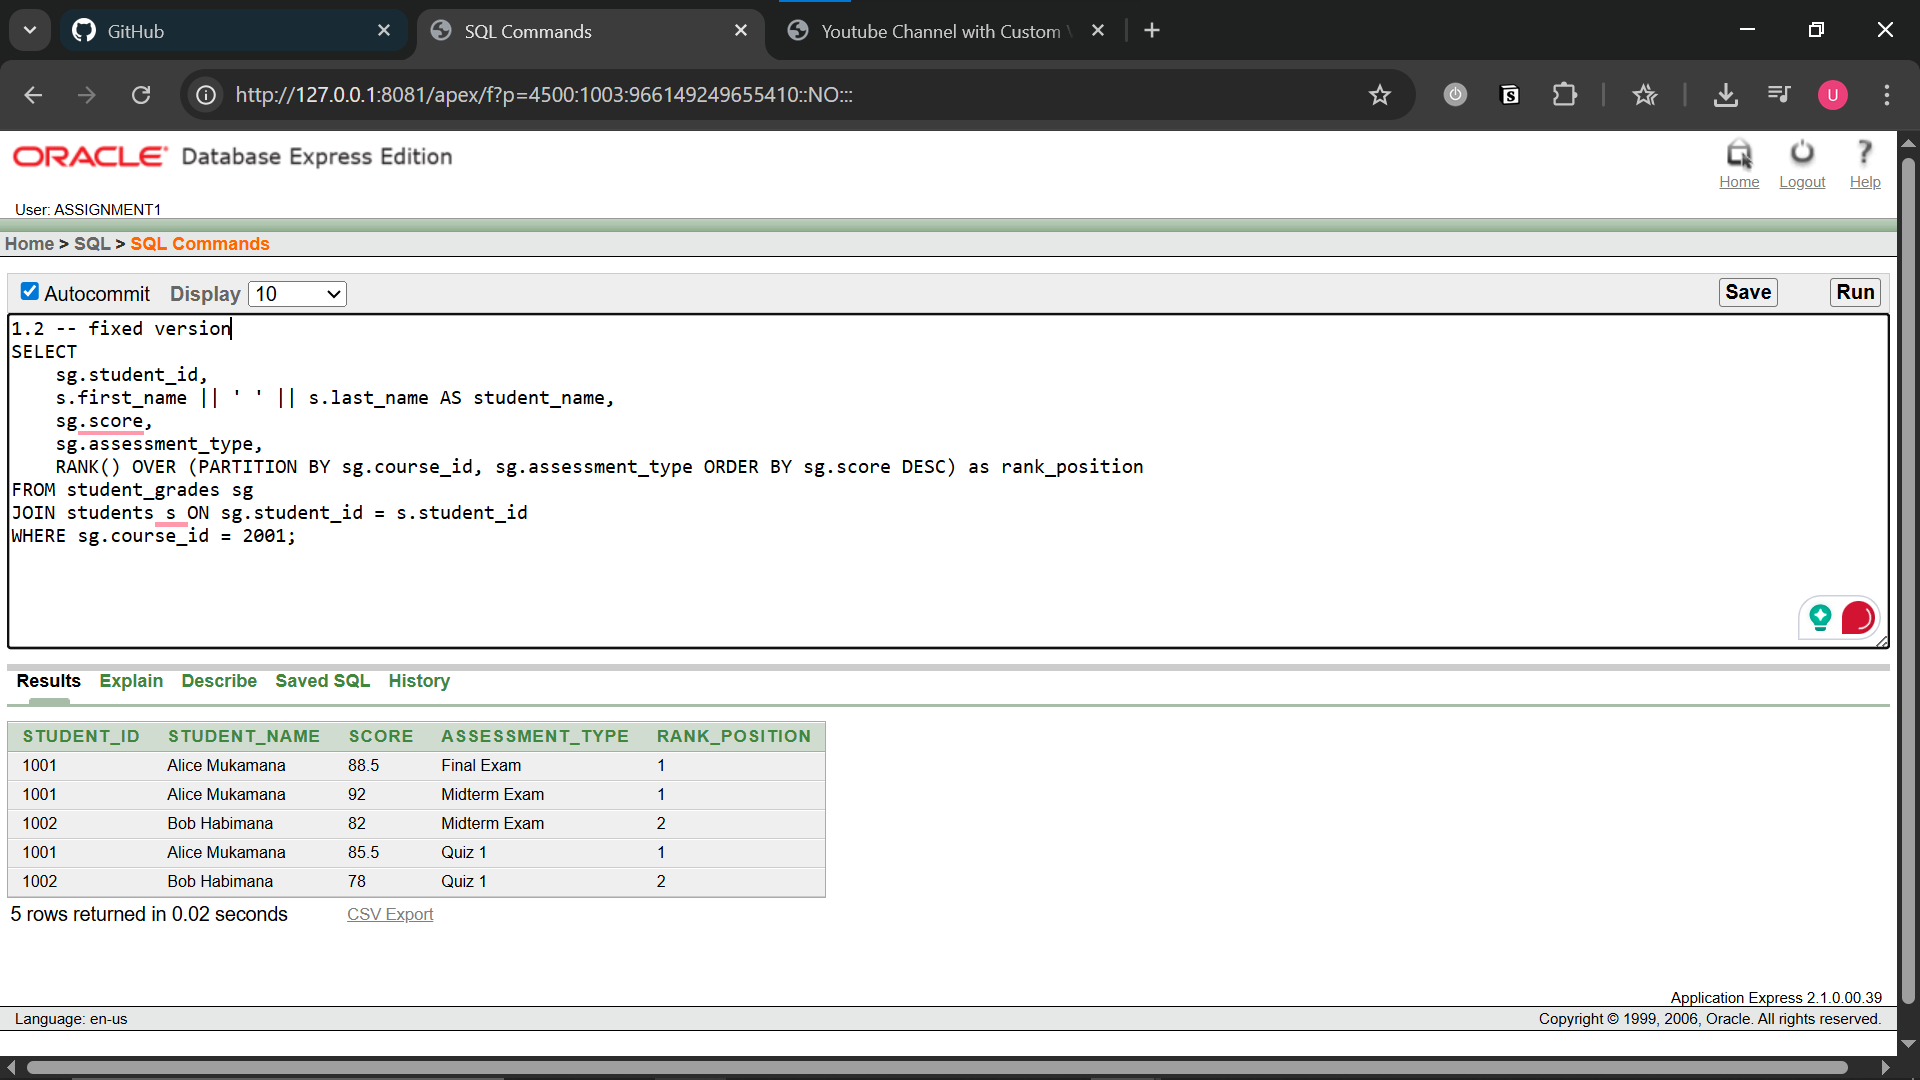 GitHub
SQL Commands
Youtube Channel with Custom
http://127.0.0.1:8081/apex/f?p=4500:1003:966149249655410::NO:::
U
ORACLE Database Express Edition
Home Logout Help
User: ASSIGNMENT1
Home > SQL > SQL Commands
Autocommit Display 10 Save Run
1.2 -- fixed version
SELECT
sg.student_id,
s.first_name || ' ' || s.last_name AS student_name,
sg.score,
sg.assessment_type,
RANK() OVER (PARTITION BY sg.course_id, sg.assessment_type ORDER BY sg.score DESC) as rank_position
FROM student_grades sg
JOIN students s ON sg.student_id = s.student_id
WHERE sg.course_id = 2001;
Results Explain Describe Saved SQL History
STUDENT_ID STUDENT_NAME SCORE ASSESSMENT_TYPE RANK_POSITION
1001 Alice Mukamana 88.5 Final Exam 1
1001 Alice Mukamana 92 Midterm Exam 1
1002 Bob Habimana 82 Midterm Exam 2
1001 Alice Mukamana 85.5 Quiz 1 1
1002 Bob Habimana 78 Quiz 1 2
5 rows returned in 0.02 seconds CSV Export
Application Express 2.1.0.00.39
Language: en-us Copyright © 1999, 2006, Oracle. All rights reserved.